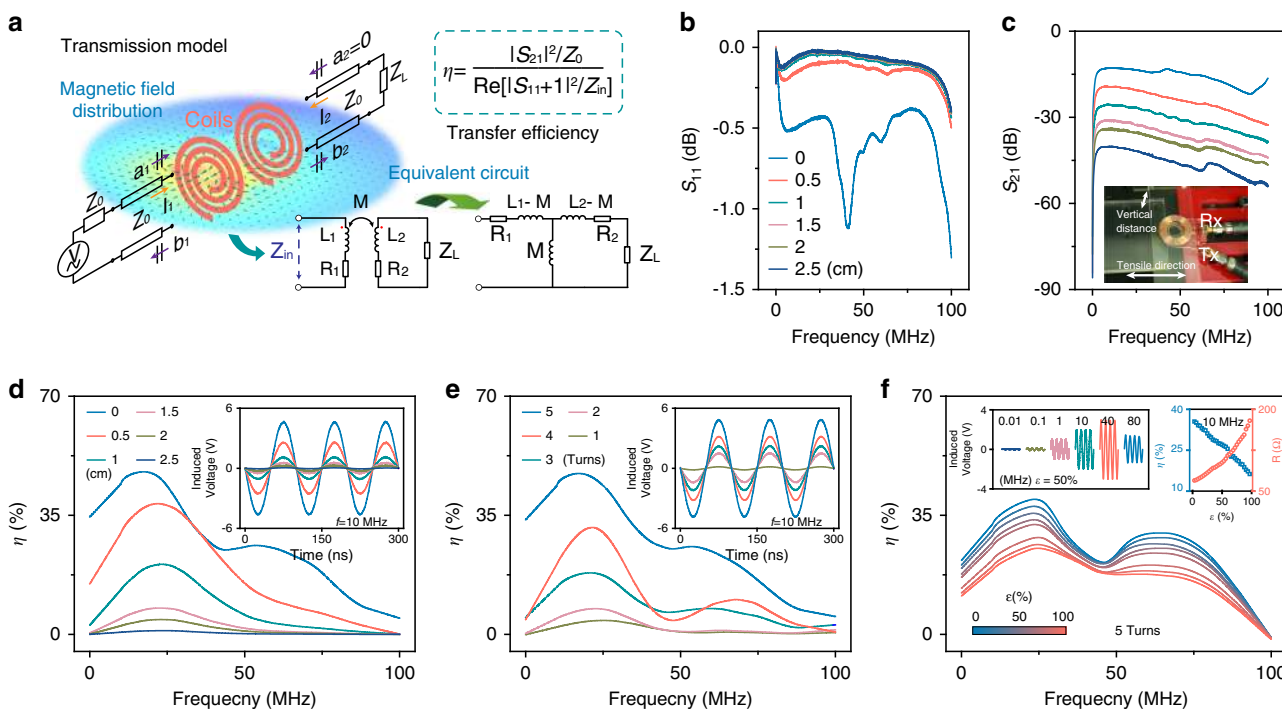 a
Transmission model
Magnetic field
distribution
Coils
a₂=0
Z_L
Z₀
I₂
b₂
a₁
I₁
Z₀
Z₀
b₁
V
η= |S₂₁|²/Z₀
Re[|S₁₁+1|²/Z_in]
Transfer efficiency
Equivalent circuit
M
L₁
L₂
Z_in
R₁
R₂
Z_L
L₁- M
L₂- M
R₁
M
R₂
Z_L
b
0.0
-0.5
-1.0
-1.5
S₁₁ (dB)
0
0.5
1
1.5
2
2.5 (cm)
0
50
100
Frequency (MHz)
c
0
-30
-60
-90
S₂₁ (dB)
Vertical
distance
Rx
Tx
Tensile direction
0
50
100
Frequency (MHz)
d
70
35
0
η (%)
0
1.5
0.5
2
1
2.5
(cm)
6
0
-6
Induced
Voltage (V)
f=10 MHz
0
150
300
Time (ns)
0
50
100
Frequecny (MHz)
e
70
35
0
η (%)
5
2
4
1
3
(Turns)
6
0
-6
Induced
Voltage (V)
f=10 MHz
0
150
300
Time (ns)
0
50
100
Frequecny (MHz)
f
70
35
0
η (%)
4
0
-4
Induced
voltage (V)
0.01 0.1 1 10 40 80
(MHz) ε = 50%
40
25
10
η (%)
10 MHz
200
50
R (Ω)
0
50
100
ε (%)
ε(%)
0
100
5 Turns
0
50
100
Frequecny (MHz)